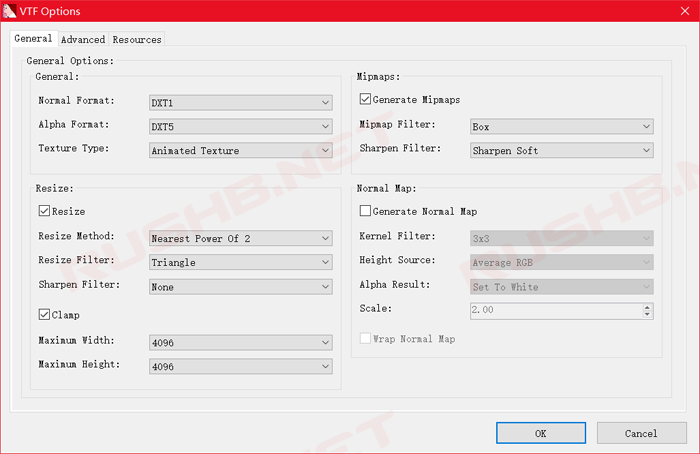 VTF Options
General Advanced Resources
General Options:
General:
Normal Format: DXT1
Alpha Format: DXT5
Texture Type: Animated Texture
Mipmaps:
Generate Mipmaps
Mipmap Filter: Box
Sharpen Filter: Sharpen Soft
Resize:
Resize
Resize Method: Nearest Power Of 2
Resize Filter: Triangle
Sharpen Filter: None
Clamp
Maximum Width: 4096
Maximum Height: 4096
Normal Map:
Generate Normal Map
Kernel Filter: 3x3
Height Source: Average RGB
Alpha Result: Set To White
Scale: 2.00
Wrap Normal Map
OK Cancel
RUSHB.NET
RUSHB.NET
RUSHB.NET